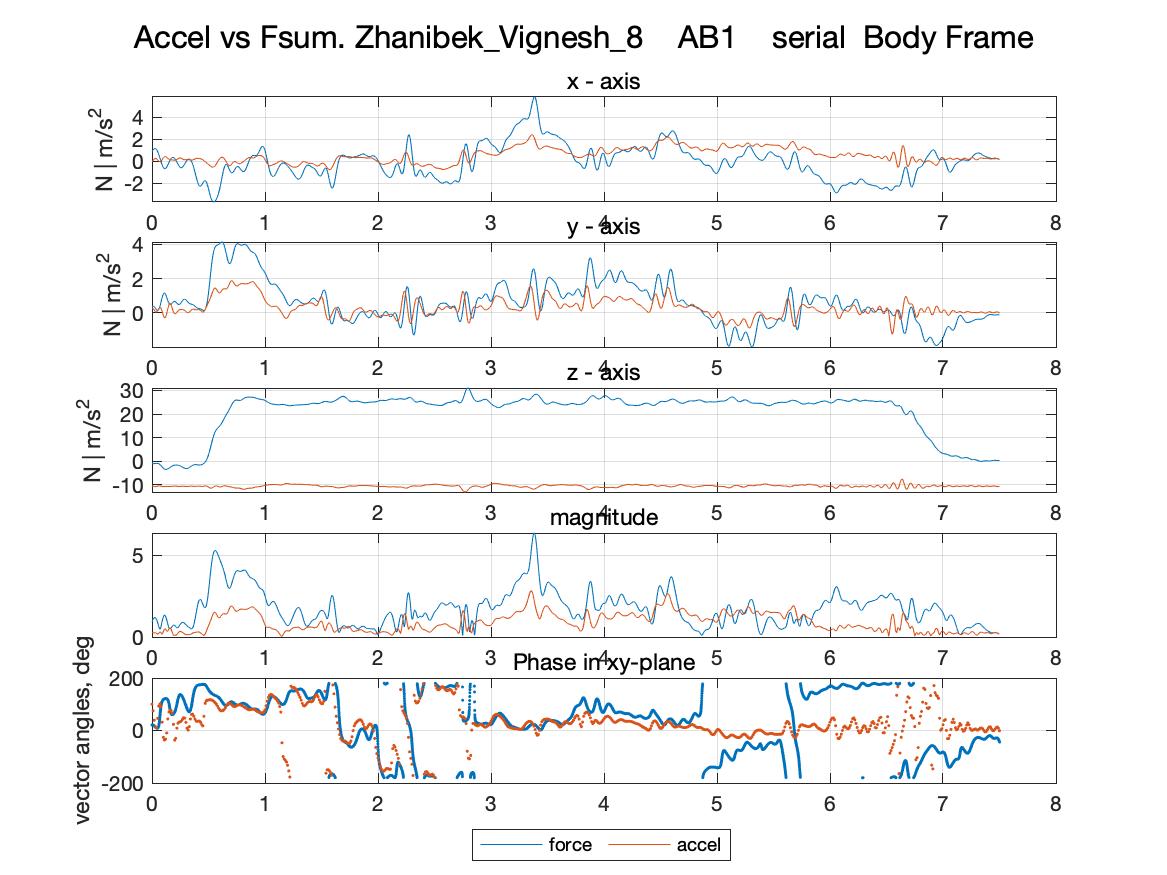 Accel vs Fsum. Zhanibek_Vignesh_8 AB1 serial Body Frame
x - axis
N | m/s2
4
2
0
-2
0 1 2 3 4 5 6 7 8
y - axis
N | m/s2
4
2
0
0 1 2 3 4 5 6 7 8
z - axis
N | m/s2
30
20
10
0
-10
0 1 2 3 4 5 6 7 8
magnitude
5
0
0 1 2 3 4 5 6 7 8
Phase in xy-plane
vector angles, deg
200
0
-200
0 1 2 3 4 5 6 7 8
force accel